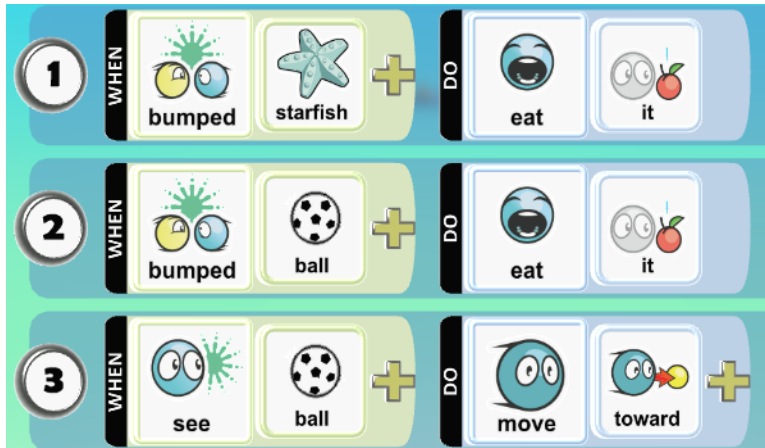 1 WHEN bumped starfish DO eat it
2 WHEN bumped ball DO eat it
3 WHEN see ball DO move toward